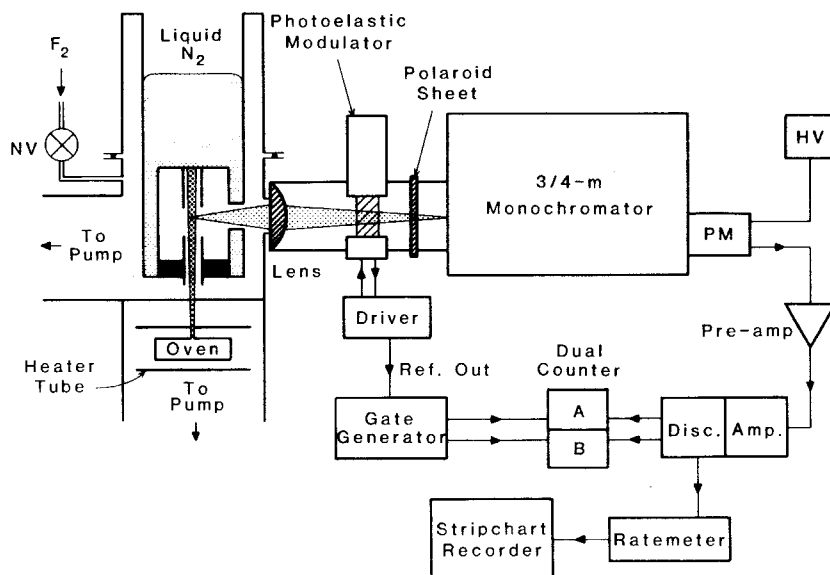 Photoelastic
Modulator
Liquid
N2
F2
Polaroid
Sheet
NV
HV
3/4-m
Monochromator
PM
To
Pump
Lens
Driver
Pre-amp
Oven
Heater
Tube
To
Pump
Ref. Out
Dual
Counter
Gate
Generator
A
B
Disc.
Amp.
Stripchart
Recorder
Ratemeter